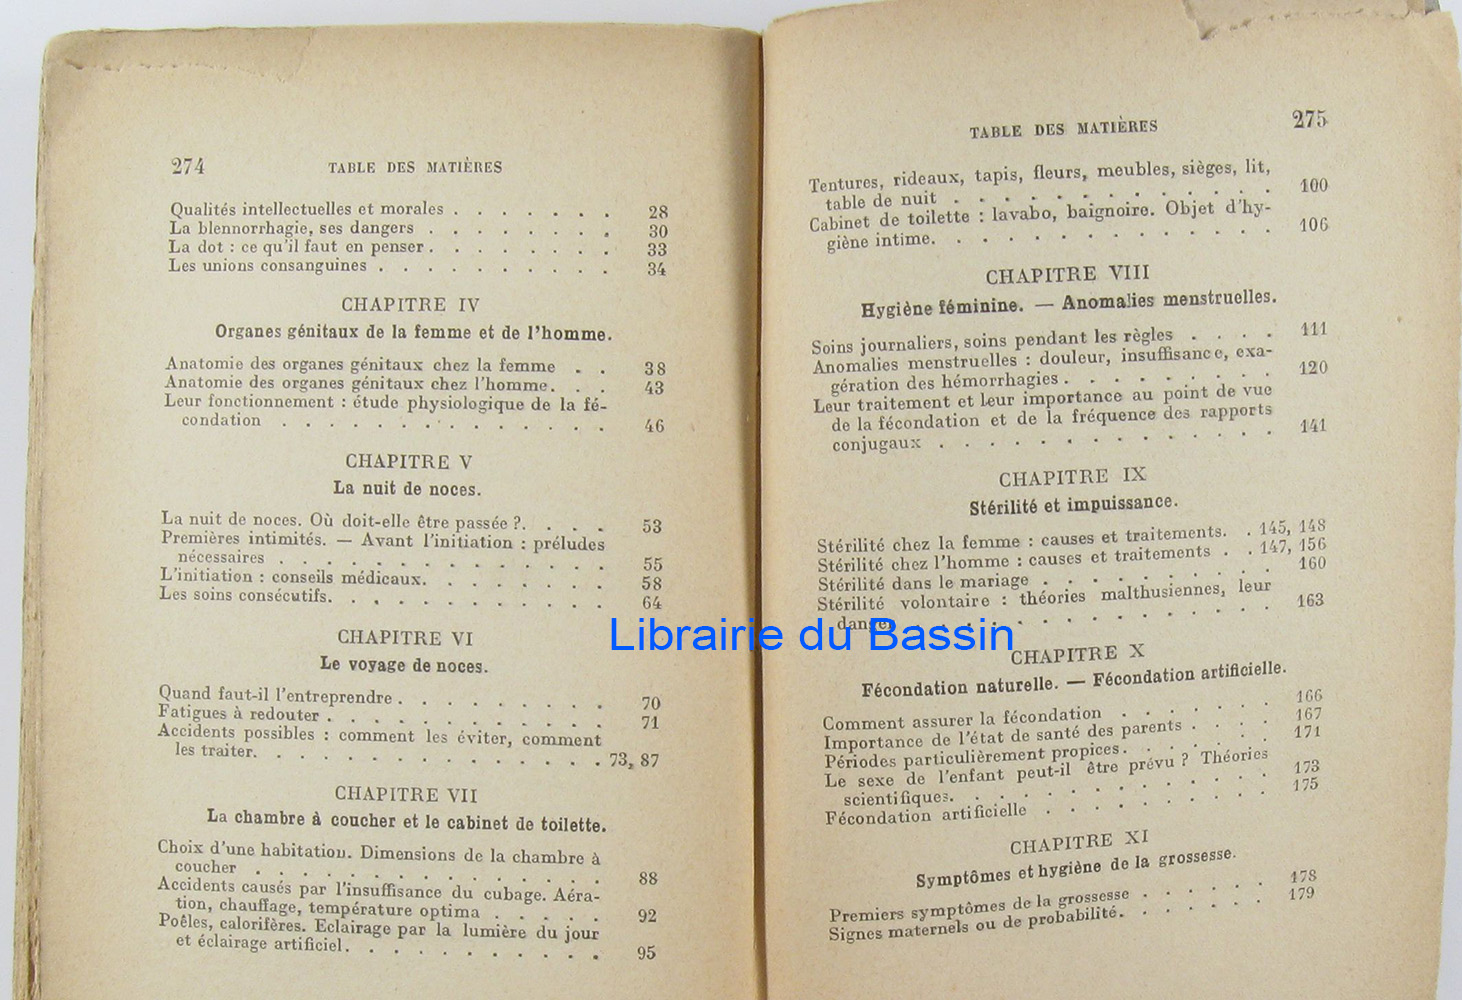 274 TABLE DES MATIÈRES
Qualités intellectuelles et morales . . . . . . . 28
La blennorrhagie, ses dangers . . . . . . . . 30
La dot : ce qu'il faut en penser . . . . . . . . 33
Les unions consanguines . . . . . . . . . . 34
CHAPITRE IV
Organes génitaux de la femme et de l'homme.
Anatomie des organes génitaux chez la femme . . 38
Anatomie des organes génitaux chez l'homme. . . 43
Leur fonctionnement : étude physiologique de la fé-
condation . . . . . . . . . . . . . 46
CHAPITRE V
La nuit de noces.
La nuit de noces. Où doit-elle être passée ?. . . . 53
Premières intimités. — Avant l'initiation : préludes
nécessaires . . . . . . . . . . . . . 55
L'initiation : conseils médicaux. . . . . . . . 58
Les soins consécutifs. . . . . . . . . . . . 64
CHAPITRE VI
Le voyage de noces.
Quand faut-il l'entreprendre . . . . . . . . . 70
Fatigues à redouter . . . . . . . . . . . . 71
Accidents possibles : comment les éviter, comment
les traiter. . . . . . . . . . . . . . . 73, 87
CHAPITRE VII
La chambre à coucher et le cabinet de toilette.
Choix d'une habitation. Dimensions de la chambre à
coucher . . . . . . . . . . . . . . 88
Accidents causés par l'insuffisance du cubage. Aéra-
tion, chauffage, température optima . . . . . 92
Poêles, calorifères. Eclairage par la lumière du jour
et éclairage artificiel. . . . . . . . . . . 95
TABLE DES MATIÈRES 275
Tentures, rideaux, tapis, fleurs, meubles, sièges, lit,
table de nuit . . . . . . . . . . . . 100
Cabinet de toilette : lavabo, baignoire. Objet d'hy-
giène intime. . . . . . . . . . . . . 106
CHAPITRE VIII
Hygiène féminine. — Anomalies menstruelles.
Soins journaliers, soins pendant les règles . . . . 111
Anomalies menstruelles : douleur, insuffisance, exa-
gération des hémorrhagies . . . . . . . . . 120
Leur traitement et leur importance au point de vue
de la fécondation et de la fréquence des rapports
conjugaux . . . . . . . . . . . . . . 141
CHAPITRE IX
Stérilité et impuissance.
Stérilité chez la femme : causes et traitements. . 145, 148
Stérilité chez l'homme : causes et traitements . . 147, 156
Stérilité dans le mariage . . . . . . . . . . 160
Stérilité volontaire : théories malthusiennes, leur
danger . . . . . . . . . . . . . . 163
Librairie du Bassin
CHAPITRE X
Fécondation naturelle. — Fécondation artificielle.
Comment assurer la fécondation . . . . . . . 166
Importance de l'état de santé des parents . . . . 167
Périodes particulièrement propices. . . . . . . 171
Le sexe de l'enfant peut-il être prévu ? Théories
scientifiques. . . . . . . . . . . . . . 173
Fécondation artificielle . . . . . . . . . . 175
CHAPITRE XI
Symptômes et hygiène de la grossesse.
Premiers symptômes de la grossesse . . . . . . 178
Signes maternels ou de probabilité. . . . . . . 179